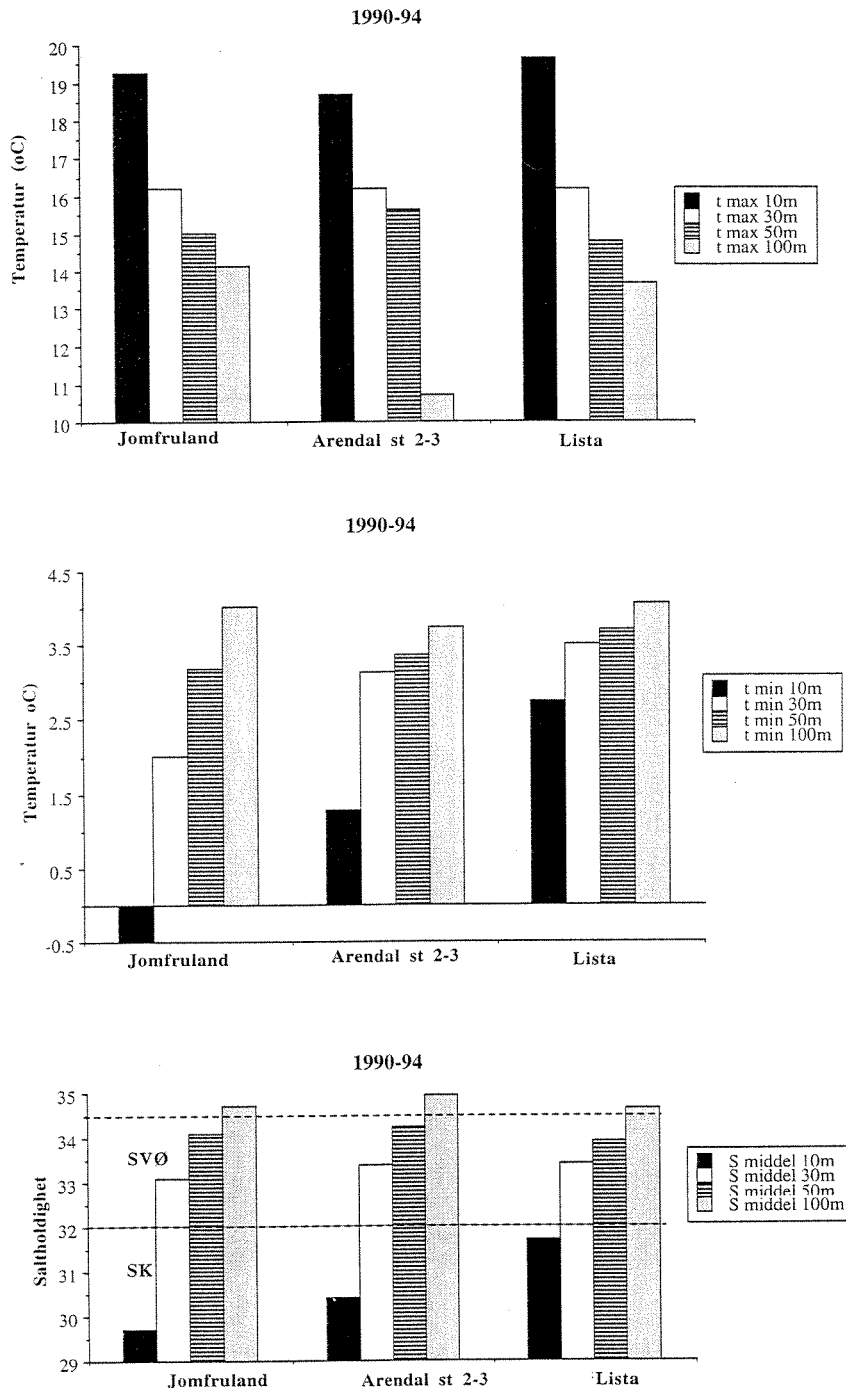 1990-94
Temperatur (oC)
20
19
18
17
16
15
14
13
12
11
10
Jomfruland
Arendal st 2-3
Lista
t max 10m
t max 30m
t max 50m
t max 100m
1990-94
Temperatur oC
4.5
3.5
2.5
1.5
0.5
-0.5
Jomfruland
Arendal st 2-3
Lista
t min 10m
t min 30m
t min 50m
t min 100m
1990-94
Saltholdighet
35
34
33
32
31
30
29
SVØ
SK
Jomfruland
Arendal st 2-3
Lista
S middel 10m
S middel 30m
S middel 50m
S middel 100m